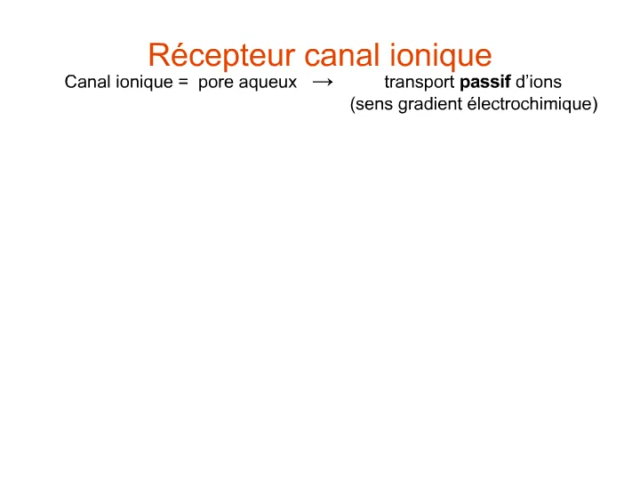 Récepteur canal ionique
Canal ionique = pore aqueux → transport passif d’ions
(sens gradient électrochimique)